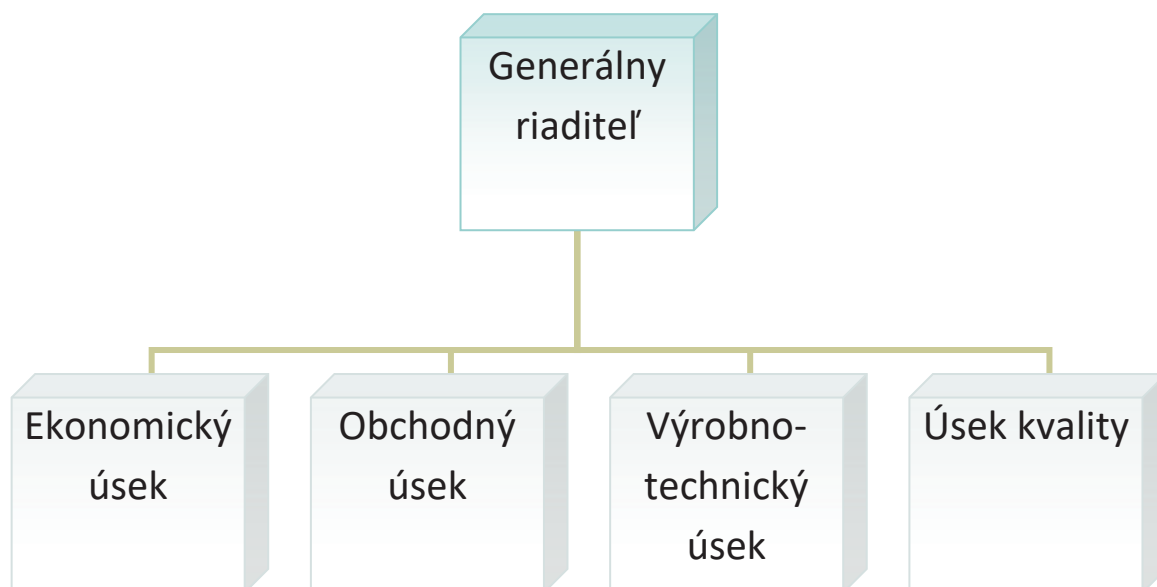 Generálny
riaditeľ
Ekonomický
úsek
Obchodný
úsek
Výrobno-
technický
úsek
Úsek kvality